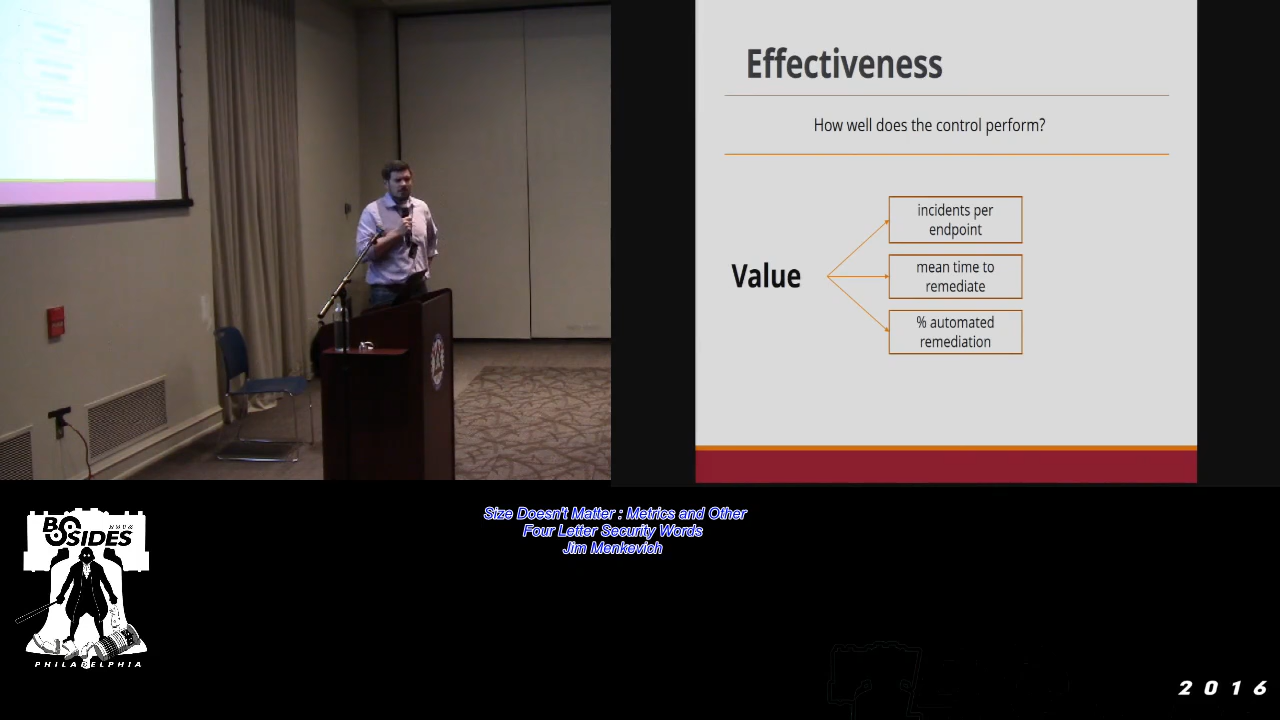 Effectiveness
How well does the control perform?
Value
incidents per
endpoint
mean time to
remediate
% automated
remediation
Size Doesn't Matter : Metrics and Other
Four Letter Security Words
Jim Menkevich
BSIDES
PHILADELPHIA
2016